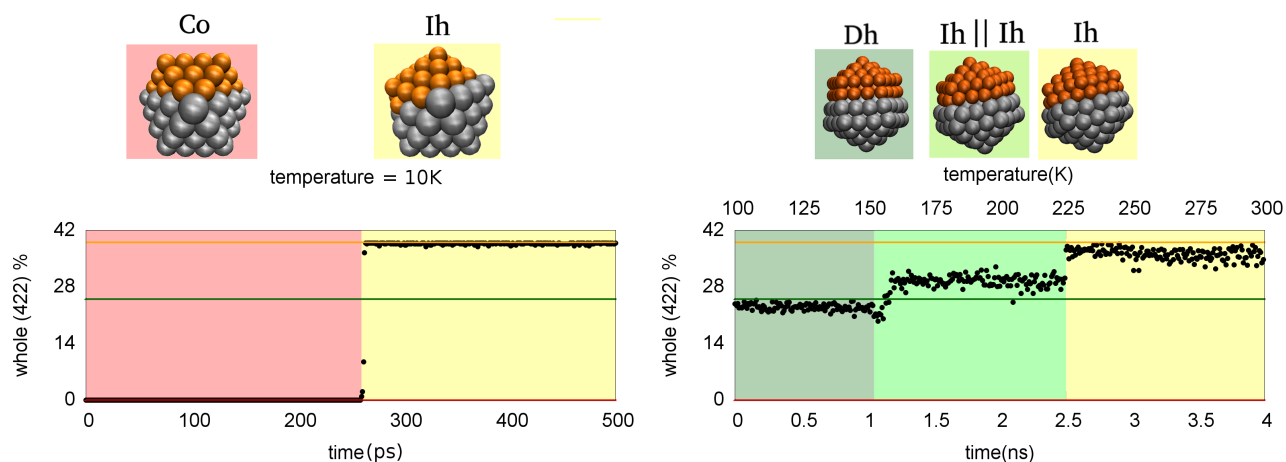 Co
Ih
temperature = 10K
42
28
14
0
whole (422) %
0
100
200
300
400
500
time(ps)
Dh
Ih || Ih
Ih
temperature(K)
100 125 150 175 200 225 250 275 300
42
28
14
0
whole (422) %
0 0.5 1 1.5 2 2.5 3 3.5 4
time(ns)